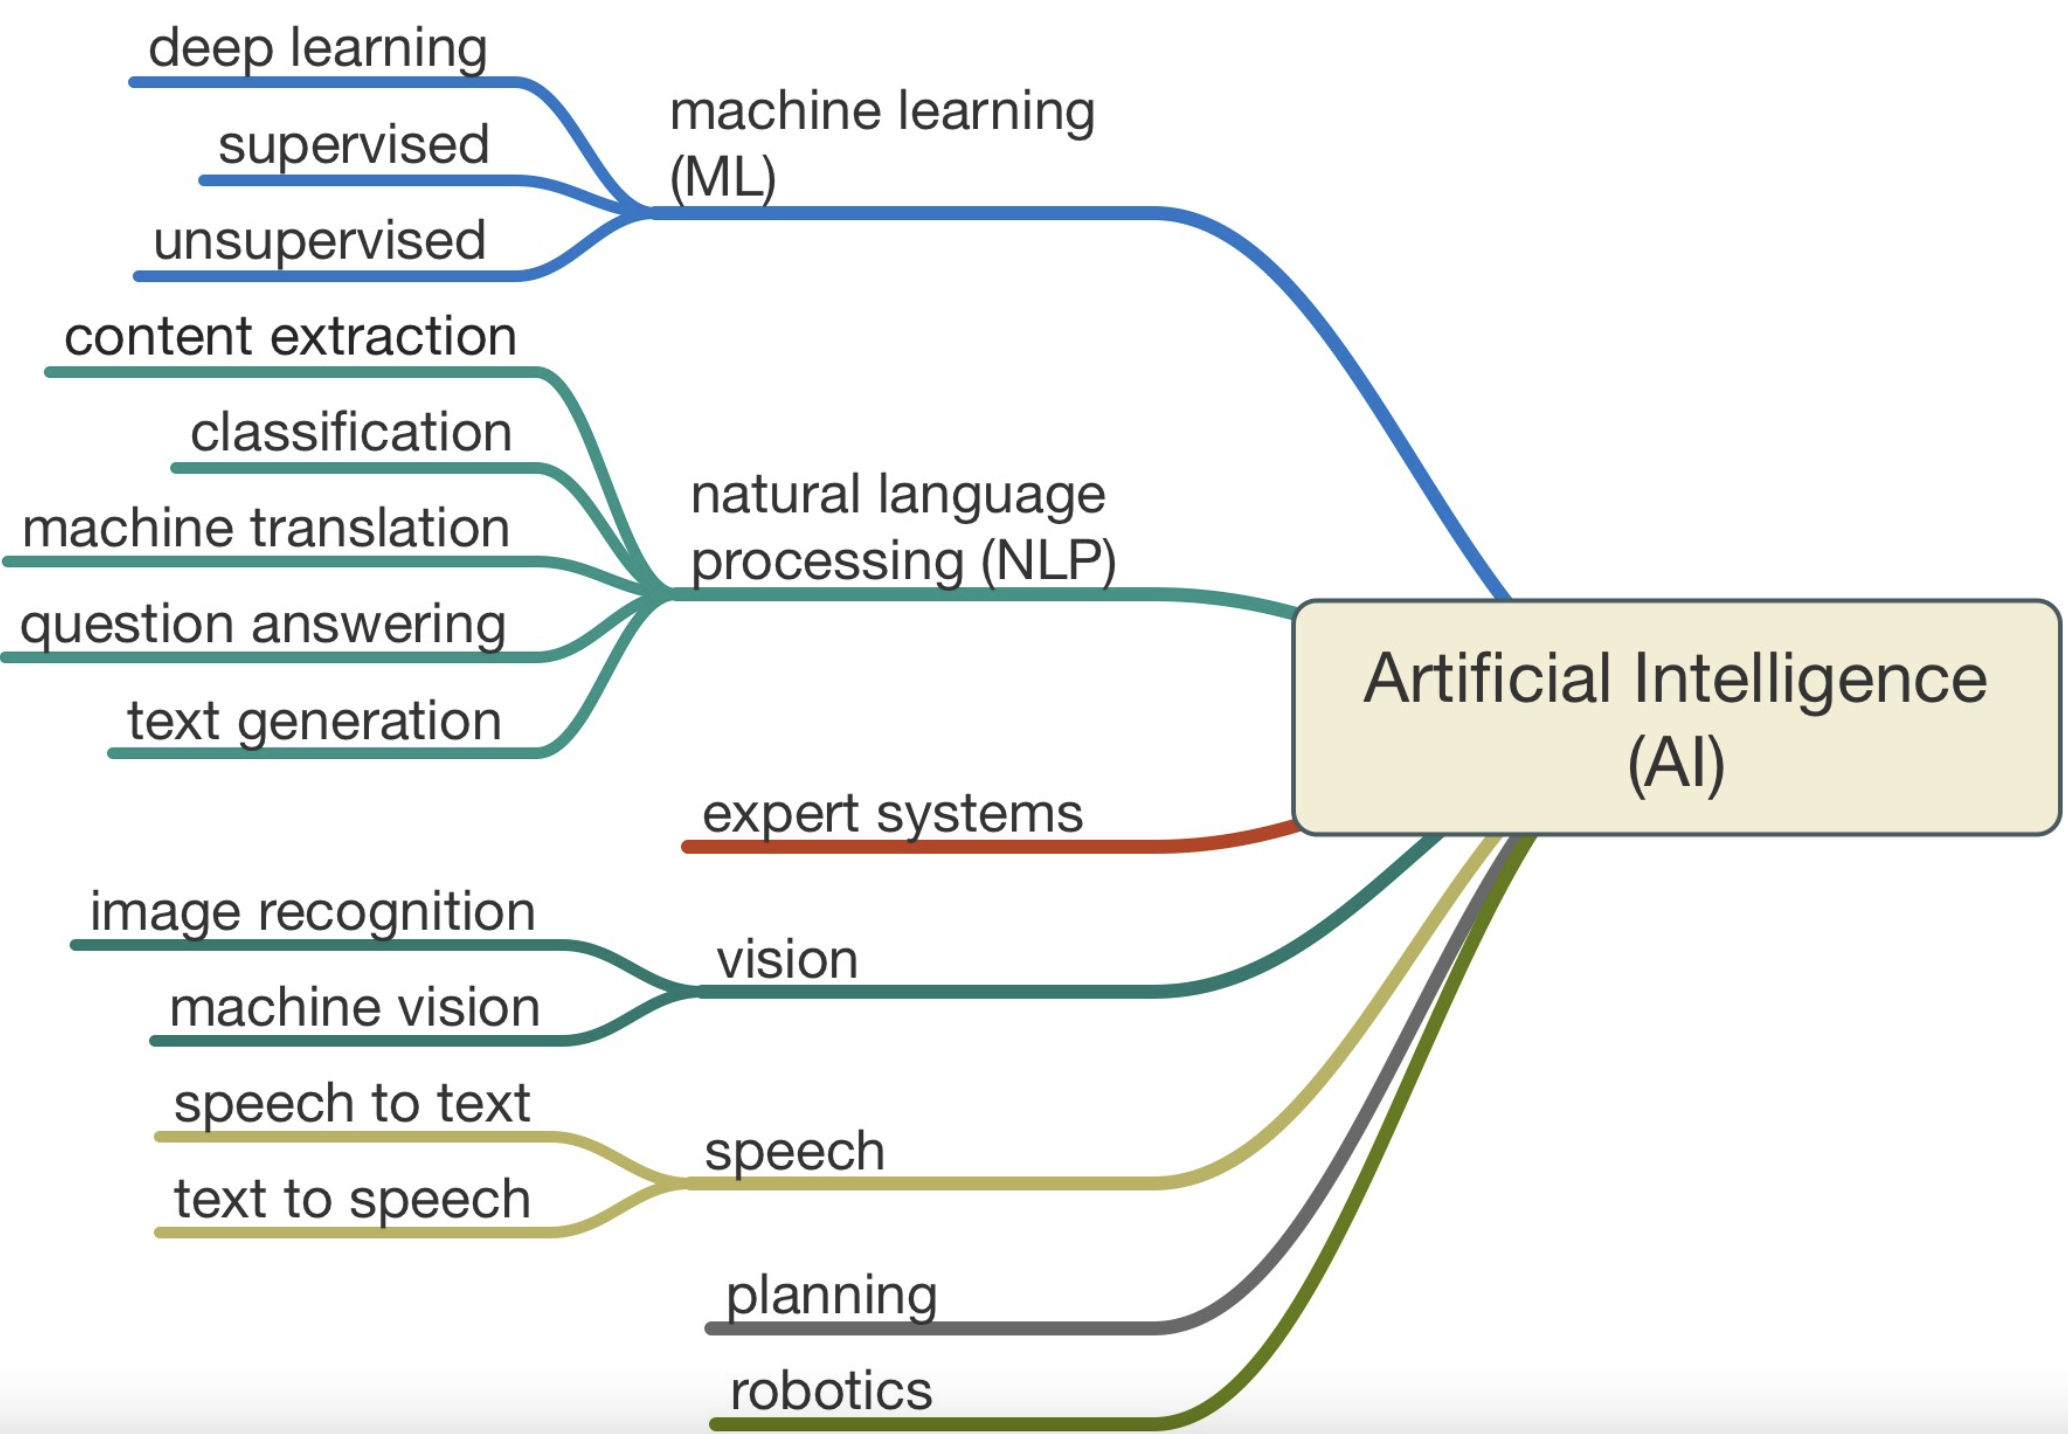 deep learning
supervised
unsupervised
machine learning
(ML)
content extraction
classification
machine translation
question answering
text generation
natural language
processing (NLP)
expert systems
image recognition
machine vision
vision
speech to text
text to speech
speech
planning
robotics
Artificial Intelligence
(AI)